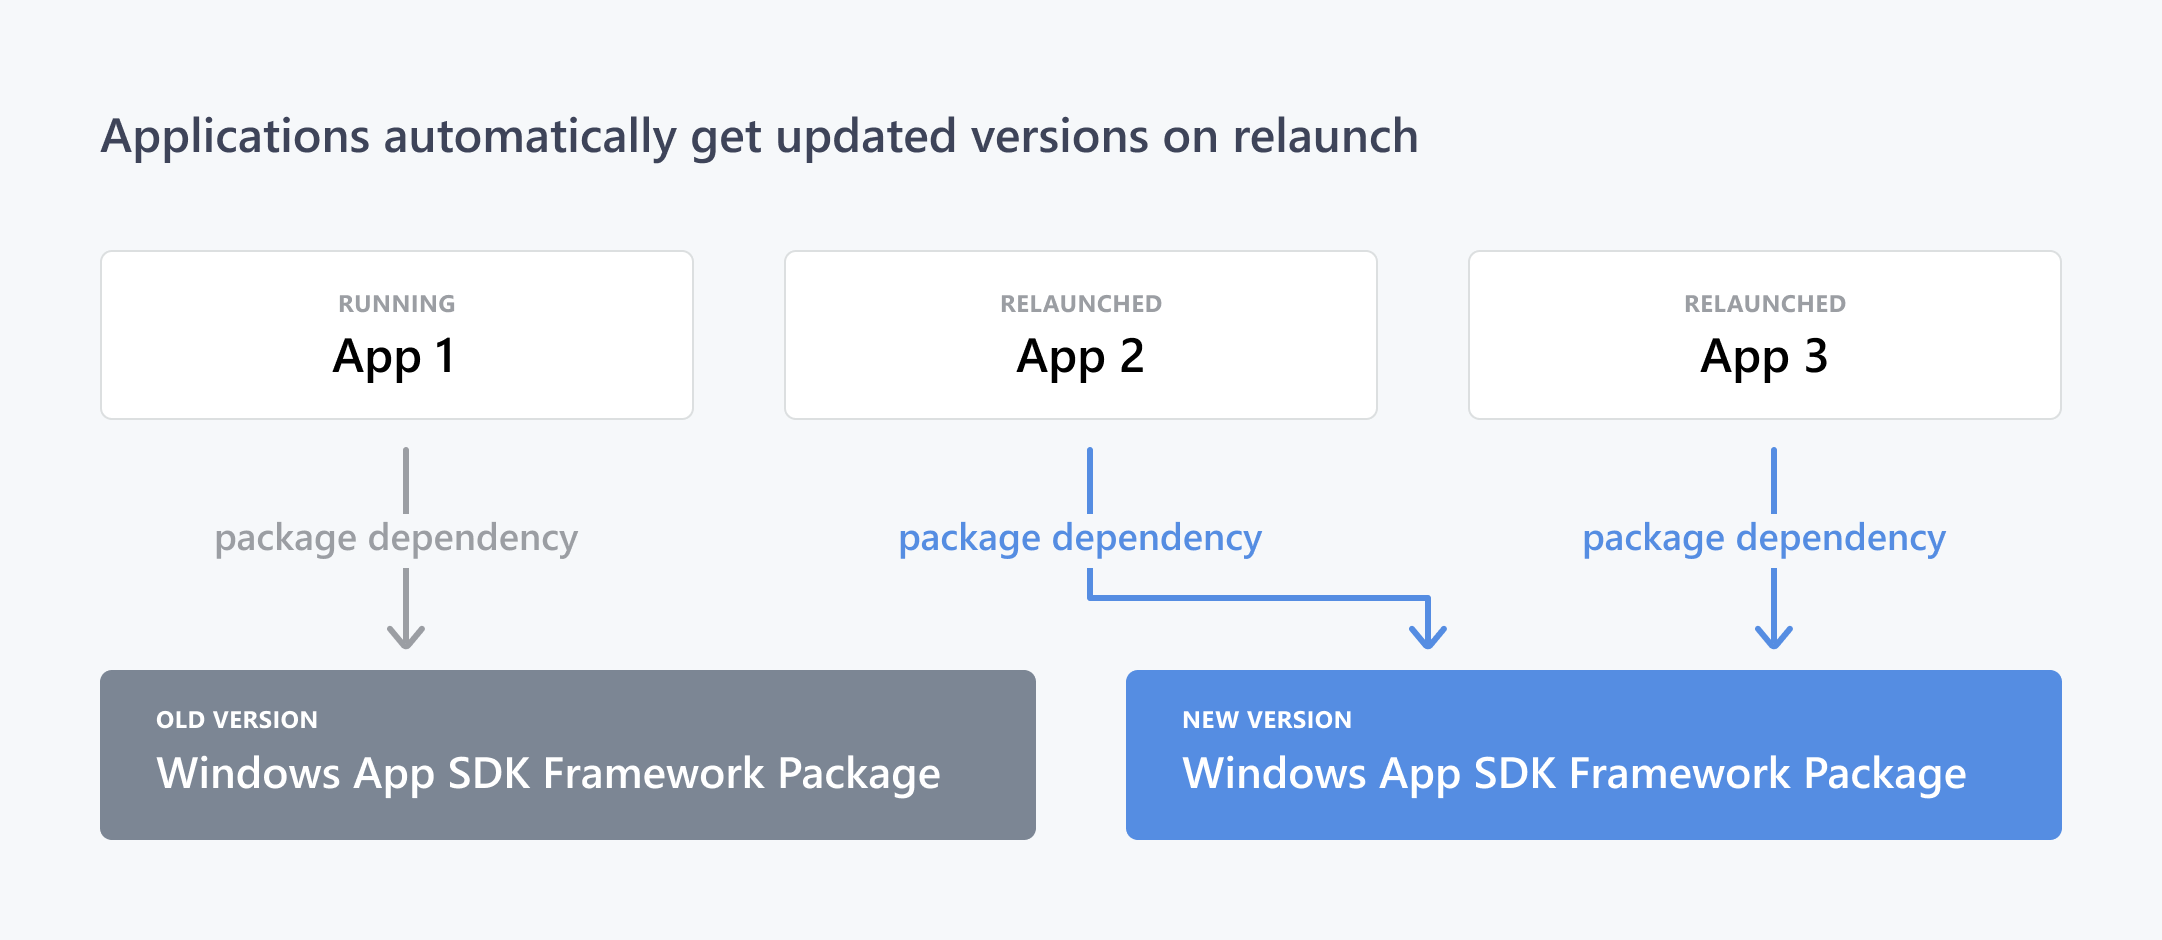 Applications automatically get updated versions on relaunch
RUNNING
App 1
RELAUNCHED
App 2
RELAUNCHED
App 3
package dependency
package dependency
package dependency
OLD VERSION
Windows App SDK Framework Package
NEW VERSION
Windows App SDK Framework Package